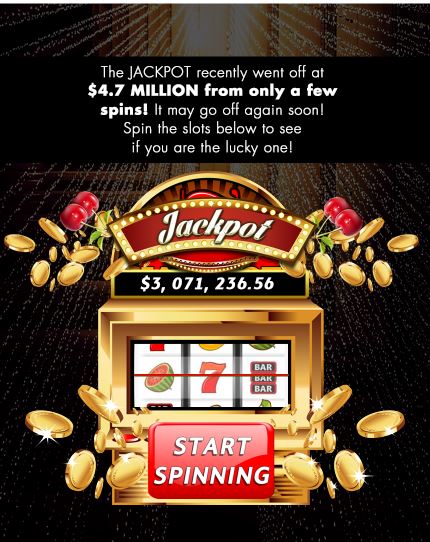 The JACKPOT recently went off at
$4.7 MILLION from only a few
spins! It may go off again soon!
Spin the slots below to see
if you are the lucky one!
Jackpot
$3, 071, 236.56
7
BAR
BAR
BAR
START
SPINNING